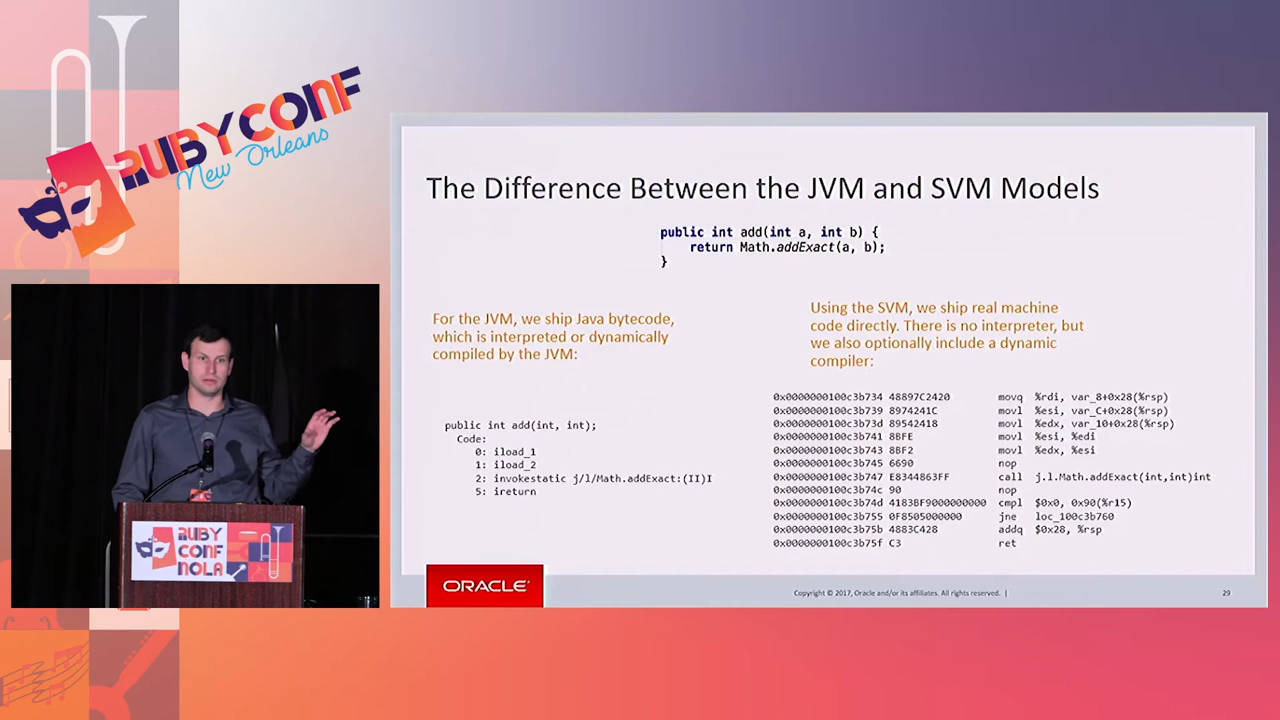 RUBYCONF
New Orleans
The Difference Between the JVM and SVM Models
public int add(int a, int b) {
return Math.addExact(a, b);
}
For the JVM, we ship Java bytecode,
which is interpreted or dynamically
compiled by the JVM:
public int add(int, int);
Code:
0: iload_1
1: iload_2
2: invokestatic j/l/Math.addExact:(II)I
5: ireturn
Using the SVM, we ship real machine
code directly. There is no interpreter, but
we also optionally include a dynamic
compiler:
0x0000000100c3b734 48897C2420 movq %rdi, var_8+0x28(%rsp)
0x0000000100c3b739 8974241C movl %esi, var_C+0x28(%rsp)
0x0000000100c3b73d 89542418 movl %edx, var_10+0x28(%rsp)
0x0000000100c3b741 8BFE movl %esi, %edi
0x0000000100c3b743 8BF2 movl %edx, %esi
0x0000000100c3b745 6690 nop
0x0000000100c3b747 E8344863FF call j.l.Math.addExact(int,int)int
0x0000000100c3b74c 90 nop
0x0000000100c3b74d 4183BF9000000000 cmpl $0x0, 0x90(%r15)
0x0000000100c3b755 0F8505000000 jne loc_100c3b760
0x0000000100c3b75b 4883C428 addq $0x28, %rsp
0x0000000100c3b75f C3 ret
RUBY
CONF
NOLA
ORACLE
Copyright © 2017, Oracle and/or its affiliates. All rights reserved. |
29